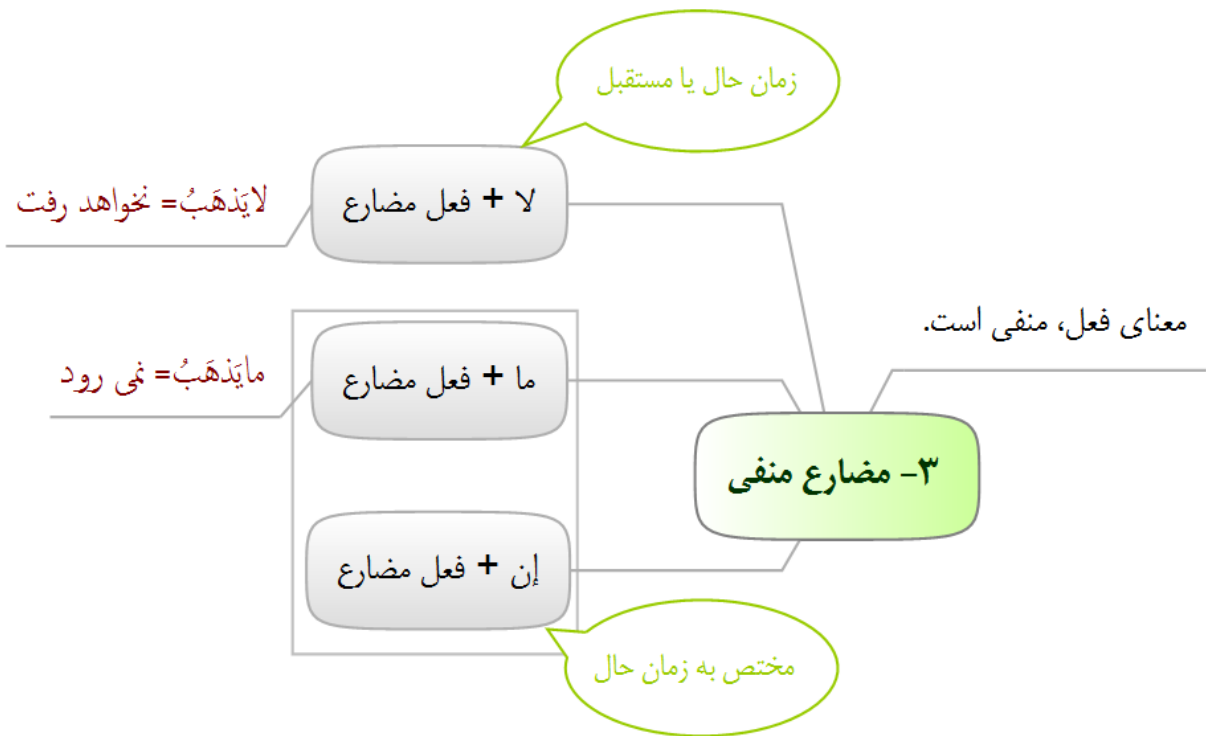 زمان حال یا مستقبل
لا + فعل مضارع
لایَذهَبُ= نخواهد رفت
معنای فعل، منفی است.
ما + فعل مضارع
مایَذهَبُ= نمی رود
۳- مضارع منفی
إن + فعل مضارع
مختص به زمان حال